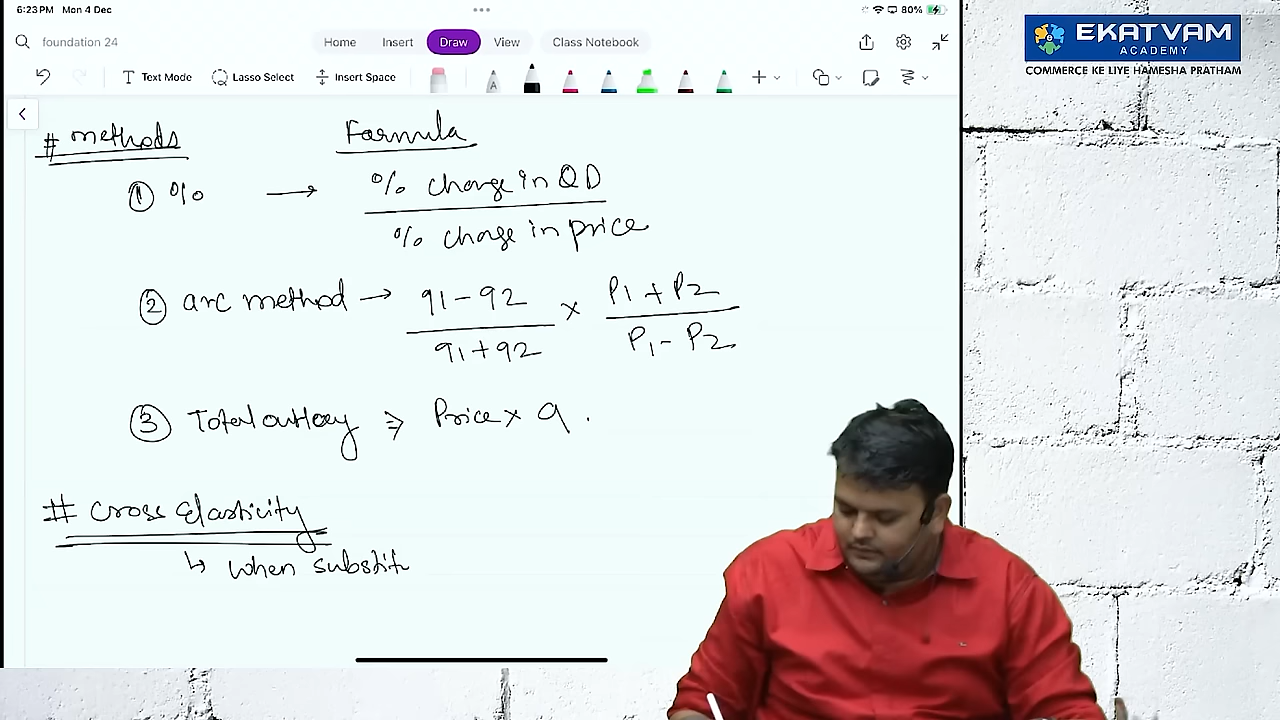 6:23 PM Mon 4 Dec
80%
foundation 24
Home Insert Draw View Class Notebook
Text Mode Lasso Select Insert Space
EKATVAM
ACADEMY
COMMERCE KE LIYE HAMESHA PRATHAM
# methods Formula
① % → % change in QD
% change in price
② arc method → q1 - q2 × P1 + P2
q1 + q2 P1 - P2
③ Total outlay ⇒ Price × q .
# Cross Elasticity
↳ when substitu